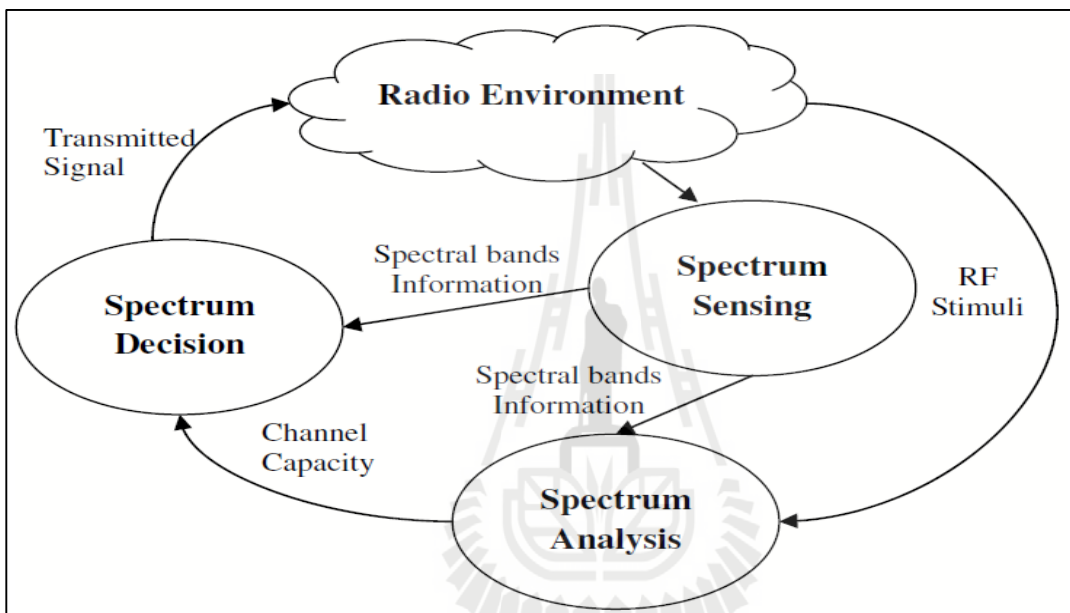 Radio Environment
Transmitted
Signal
Spectral bands
Information
Spectrum
Sensing
RF
Stimuli
Spectrum
Decision
Spectral bands
Information
Channel
Capacity
Spectrum
Analysis